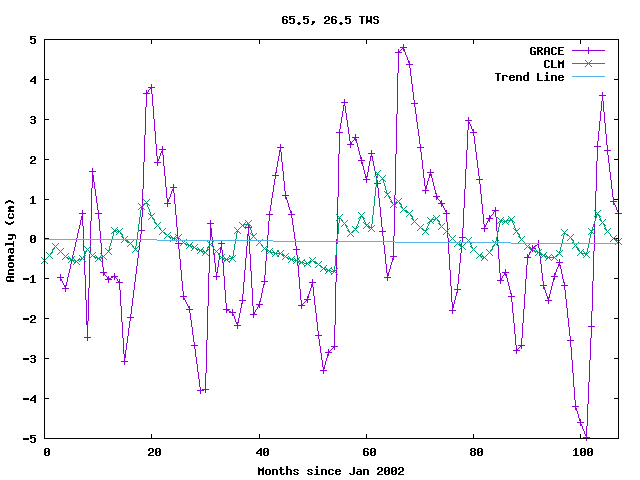 65.5, 26.5 TWS
GRACE
CLM
Trend Line
5
4
3
2
1
0
-1
-2
-3
-4
-5
Anomaly (cm)
0 20 40 60 80 100
Months since Jan 2002